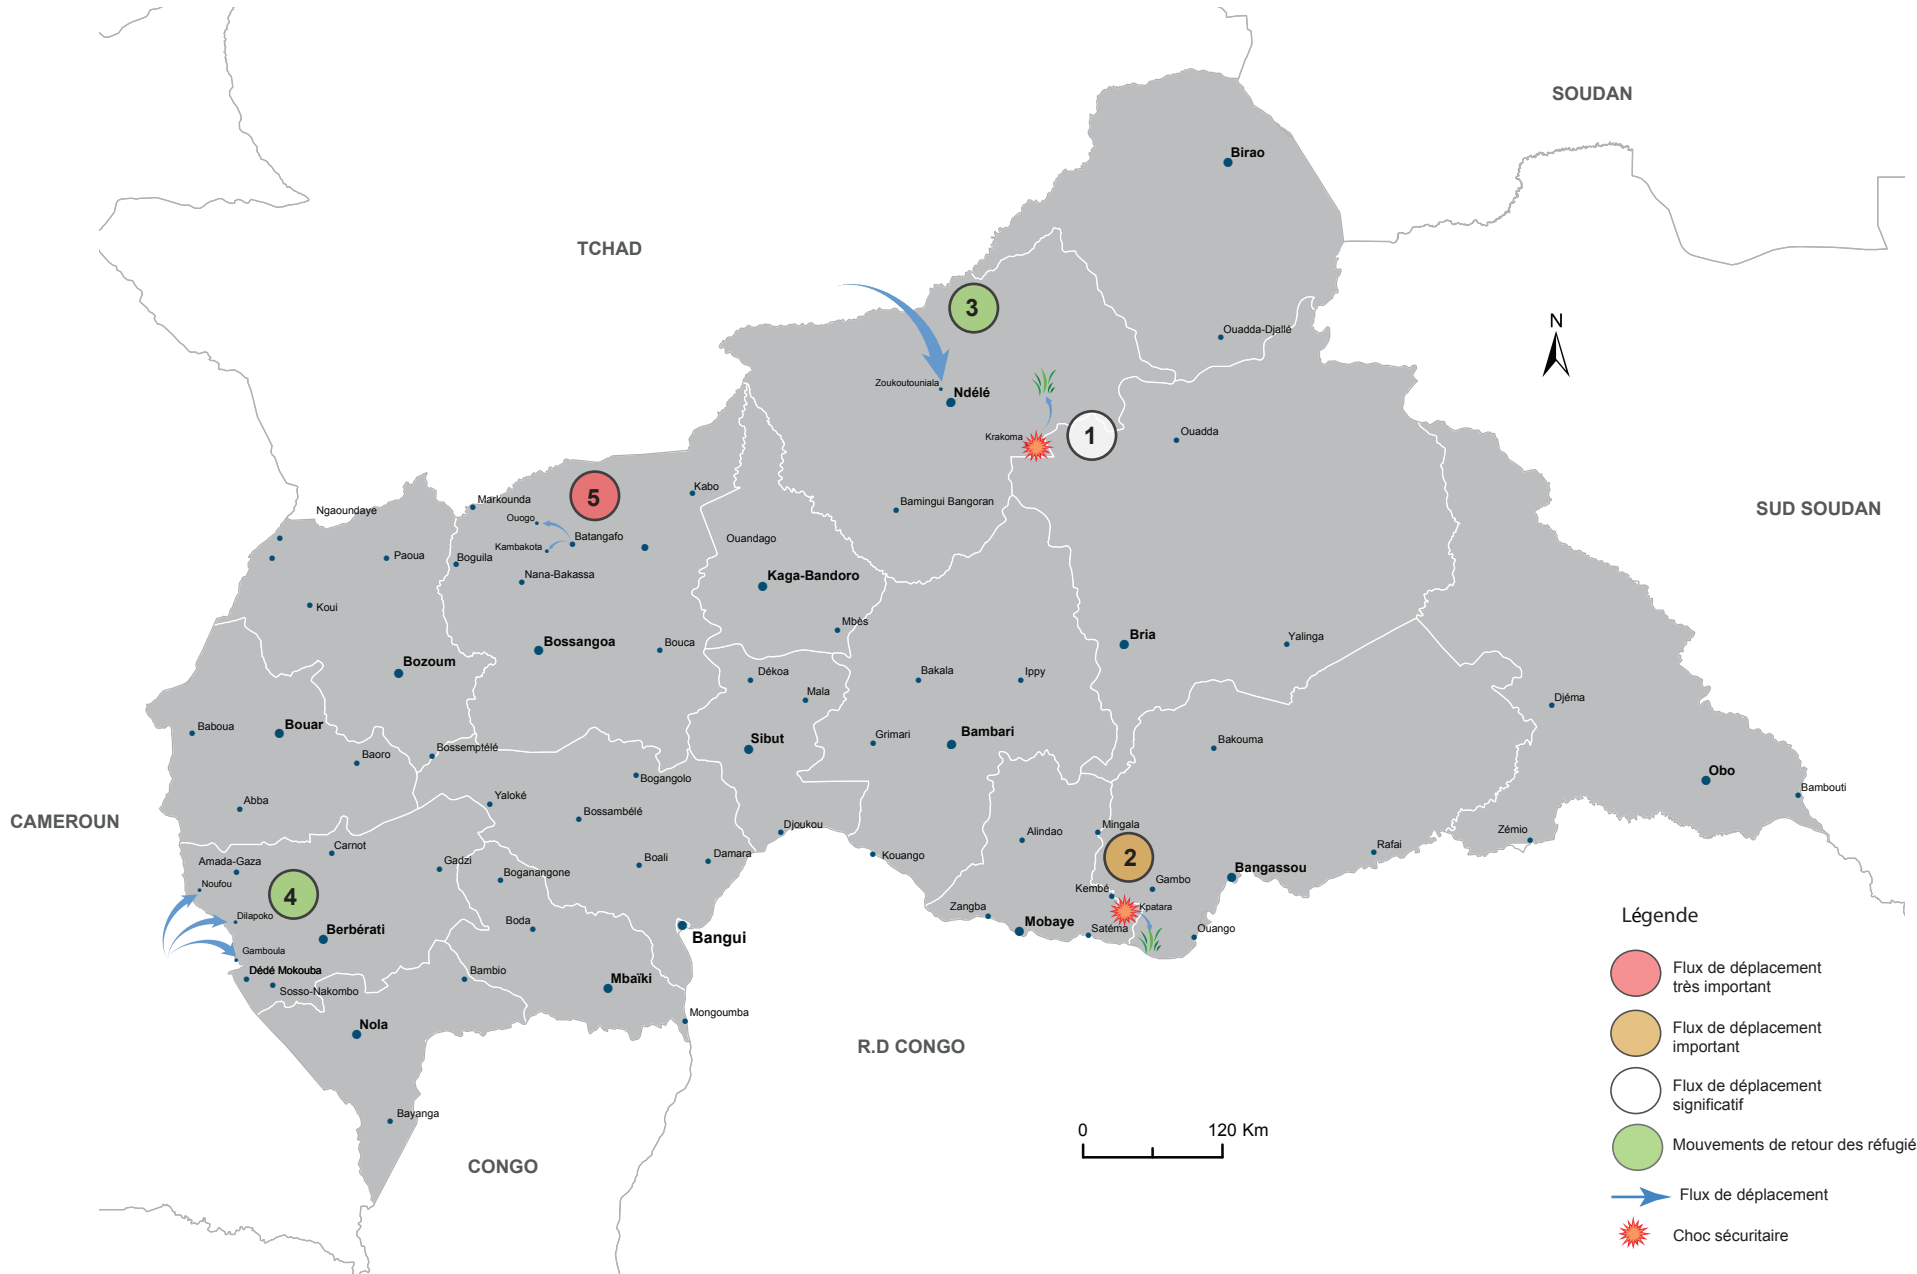 SOUDAN
Birao
TCHAD
3
Ouadda-Djallé
N
Zoukoutouniala
Ndélé
Krakoma
1
Ouadda
5
Kabo
Markounda
Bamingui Bangoran
SUD SOUDAN
Ngaoundaye
Ouogo
Batangafo
Ouandago
Kambakota
Paoua
Boguila
Nana-Bakassa
Kaga-Bandoro
Koui
Mbès
Bossangoa
Bouca
Bria
Yalinga
Bozoum
Dékoa
Bakala
Ippy
Mala
Djéma
Baboua
Bouar
Sibut
Grimari
Bambari
Bakouma
Baoro
Bossemptélé
Bogangolo
Obo
Bambouti
Abba
Yaloké
Bossambélé
CAMEROUN
Djoukou
Alindao
Mingala
Zémio
Carnot
Rafai
Amada-Gaza
Gadzi
Boali
Damara
Kouango
2
Noufou
4
Boganangone
Bangassou
Gambo
Kembé
Dilapoko
Berbérati
Boda
Zangba
Mobaye
Kpatara
Satéma
Ouango
Bangui
Gamboula
Dédé Mokouba
Sosso-Nakombo
Bambio
Mbaïki
Nola
Mongoumba
R.D CONGO
Bayanga
CONGO
0
120 Km
Légende
Flux de déplacement
très important
Flux de déplacement
important
Flux de déplacement
significatif
Mouvements de retour des réfugié
Flux de déplacement
Choc sécuritaire